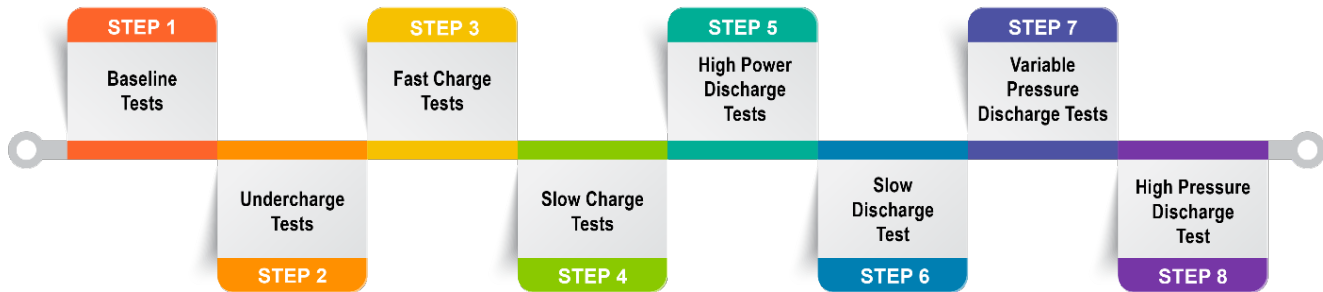 STEP 1
Baseline
Tests
Undercharge
Tests
STEP 2
STEP 3
Fast Charge
Tests
Slow Charge
Tests
STEP 4
STEP 5
High Power
Discharge
Tests
Slow
Discharge
Test
STEP 6
STEP 7
Variable
Pressure
Discharge Tests
High Pressure
Discharge
Test
STEP 8